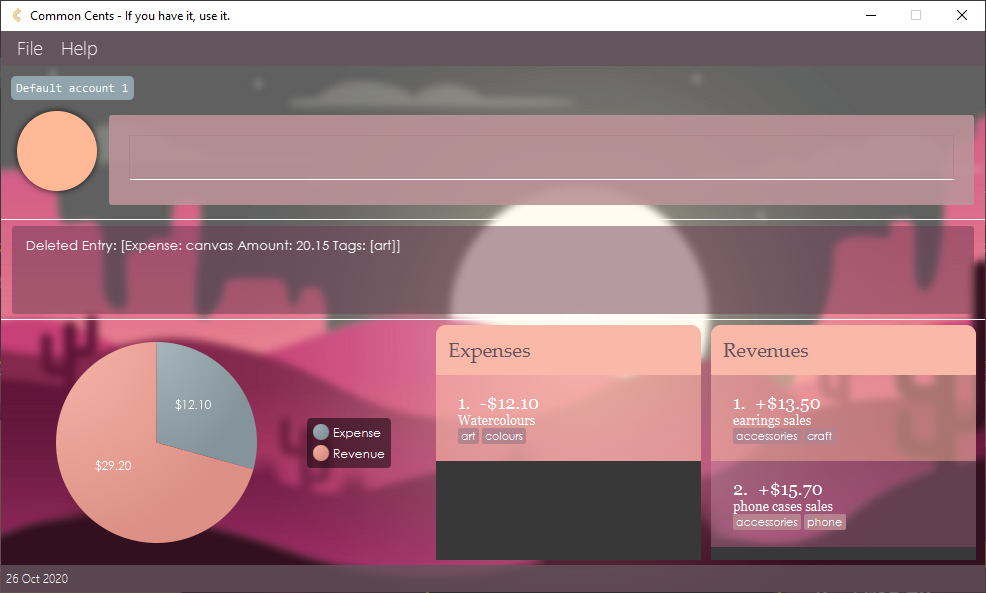 Common Cents - If you have it, use it.
File Help
Default account 1
Deleted Entry: [Expense: canvas Amount: 20.15 Tags: [art]]
$12.10
$29.20
Expense
Revenue
Expenses
1. -$12.10
Watercolours
art colours
Revenues
1. +$13.50
earrings sales
accessories craft
2. +$15.70
phone cases sales
accessories phone
26 Oct 2020